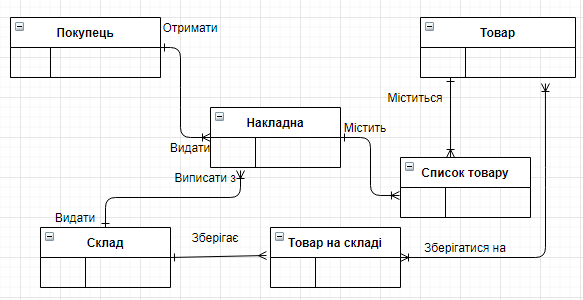 Покупець
Отримати
Товар
Міститься
Накладна
Містить
Видати
Виписати з
Список товару
Видати
Склад
Зберігає
Товар на складі
Зберігатися на